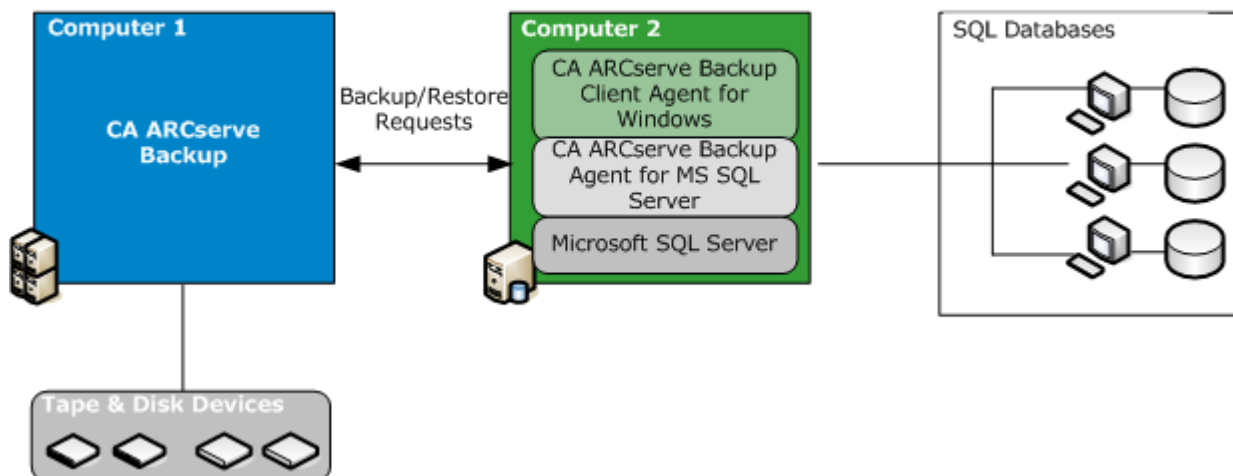 Computer 1
CA ARCserve
Backup
Backup/Restore
Requests
Computer 2
CA ARCserve Backup
Client Agent for
Windows
CA ARCserve Backup
Agent for MS SQL
Server
Microsoft SQL Server
SQL Databases
Tape & Disk Devices